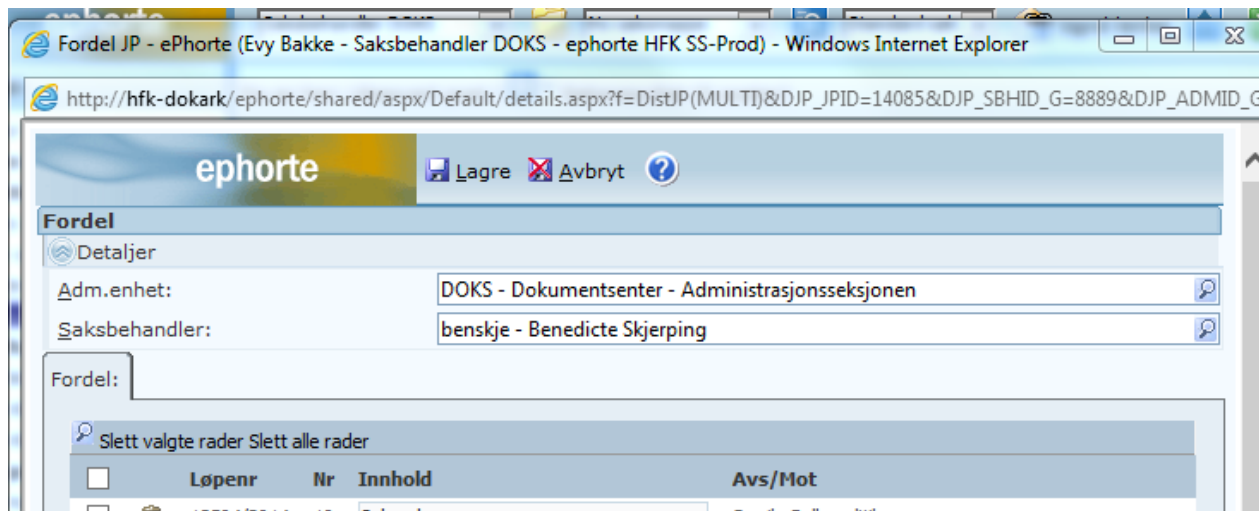 Fordel JP - ePhorte (Evy Bakke - Saksbehandler DOKS - ephorte HFK SS-Prod) - Windows Internet Explorer
http://hfk-dokark/ephorte/shared/aspx/Default/details.aspx?f=DistJP(MULTI)&DJP_JPID=14085&DJP_SBHID_G=8889&DJP_ADMID_G
ephorte Lagre Avbryt ?
Fordel
Detaljer
Adm.enhet: DOKS - Dokumentsenter - Administrasjonsseksjonen
Saksbehandler: benskje - Benedicte Skjerping
Fordel:
Slett valgte rader Slett alle rader
Løpenr Nr Innhold Avs/Mot